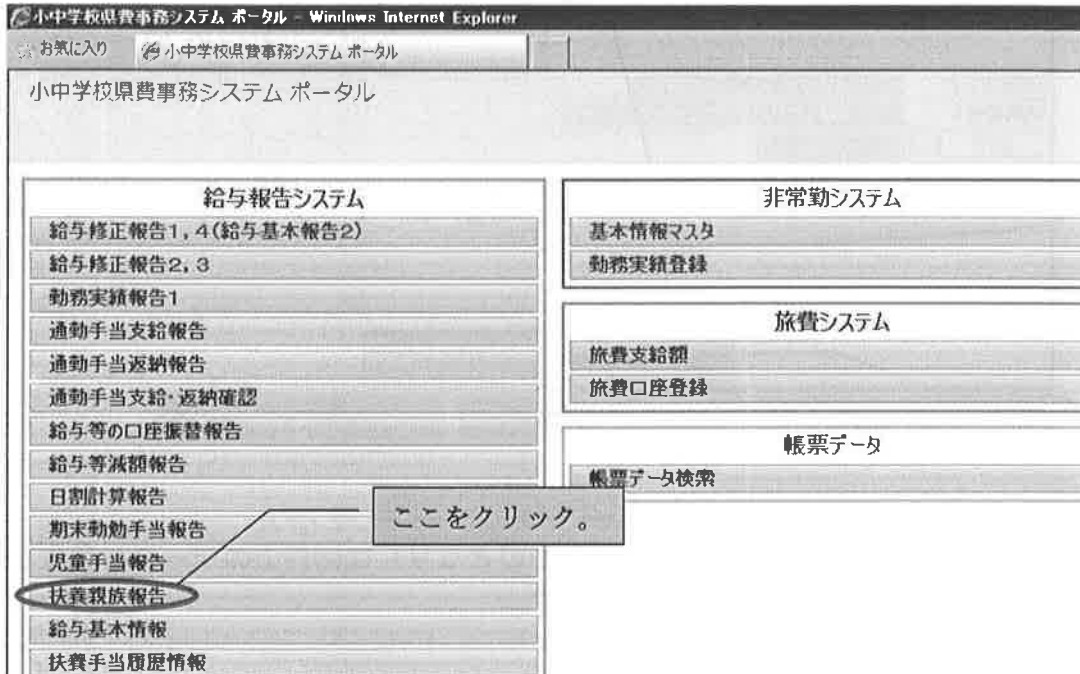 小中学校県費事務システム ポータル - Windows Internet Explorer
お気に入り 小中学校県費事務システム ポータル
小中学校県費事務システム ポータル
給与報告システム
給与修正報告1,4(給与基本報告2)
給与修正報告2,3
勤務実績報告1
通勤手当支給報告
通勤手当返納報告
通勤手当支給・返納確認
給与等の口座振替報告
給与等減額報告
日割計算報告
期末勤勉手当報告
児童手当報告
扶養親族報告
給与基本情報
扶養手当履歴情報
ここをクリック。
非常勤システム
基本情報マスタ
勤務実績登録
旅費システム
旅費支給額
旅費口座登録
帳票データ
帳票データ検索